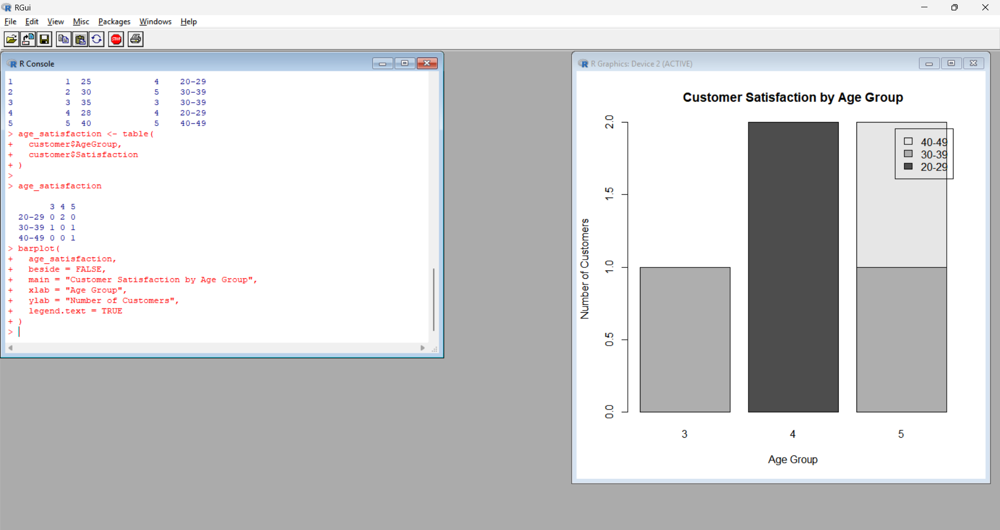 RGui
File Edit View Misc Packages Windows Help
STOP
R Console
1 1 25 4 20-29
2 2 30 5 30-39
3 3 35 3 30-39
4 4 28 4 20-29
5 5 40 5 40-49
> age_satisfaction <- table(
+   customer$AgeGroup,
+   customer$Satisfaction
+ )
>
> age_satisfaction
3 4 5
20-29 0 2 0
30-39 1 0 1
40-49 0 0 1
> barplot(
+   age_satisfaction,
+   beside = FALSE,
+   main = "Customer Satisfaction by Age Group",
+   xlab = "Age Group",
+   ylab = "Number of Customers",
+   legend.text = TRUE
+ )
>
R Graphics: Device 2 (ACTIVE)
Customer Satisfaction by Age Group
Number of Customers
2.0
1.5
1.0
0.5
0.0
40-49
30-39
20-29
3 4 5
Age Group